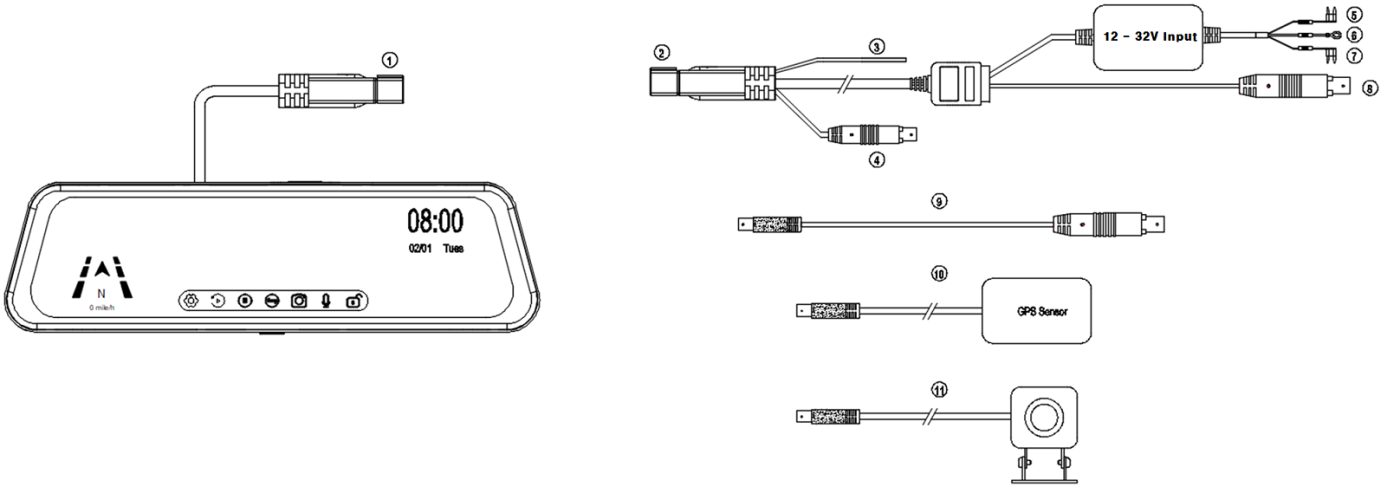 ①
②
③
④
12 - 32V Input
⑤
⑥
⑦
⑧
08:00
02/01 Tues
N
0 mile/h
⑨
⑩
GPS Sensor
⑪